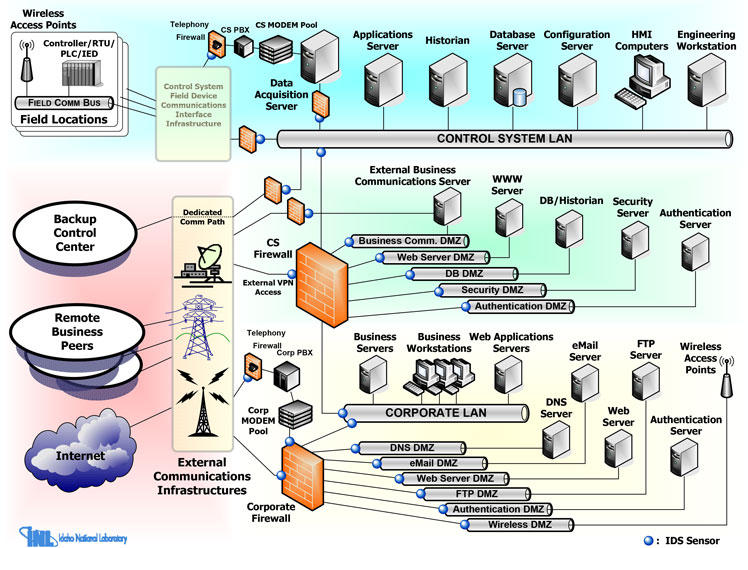 Wireless
Access Points
Controller/RTU/
PLC/IED
FIELD COMM BUS
Field Locations
Telephony
Firewall
CS PBX
CS MODEM Pool
Control System
Field Device
Communications
Interface
Infrastructure
Data
Acquisition
Server
Applications
Server
Historian
Database
Server
Configuration
Server
HMI
Computers
Engineering
Workstation
CONTROL SYSTEM LAN
Backup
Control
Center
Dedicated
Comm Path
External Business
Communications Server
WWW
Server
DB/Historian
Security
Server
Authentication
Server
CS
Firewall
External VPN
Access
Business Comm. DMZ
Web Server DMZ
DB DMZ
Security DMZ
Authentication DMZ
Remote
Business
Peers
Telephony
Firewall
Corp PBX
Corp
MODEM
Pool
Business
Servers
Business
Workstations
Web Applications
Servers
eMail
Server
FTP
Server
Wireless
Access
Points
CORPORATE LAN
DNS
Server
Web
Server
Authentication
Server
Internet
External
Communications
Infrastructures
Corporate
Firewall
DNS DMZ
eMail DMZ
Web Server DMZ
FTP DMZ
Authentication DMZ
Wireless DMZ
INL Idaho National Laboratory
: IDS Sensor